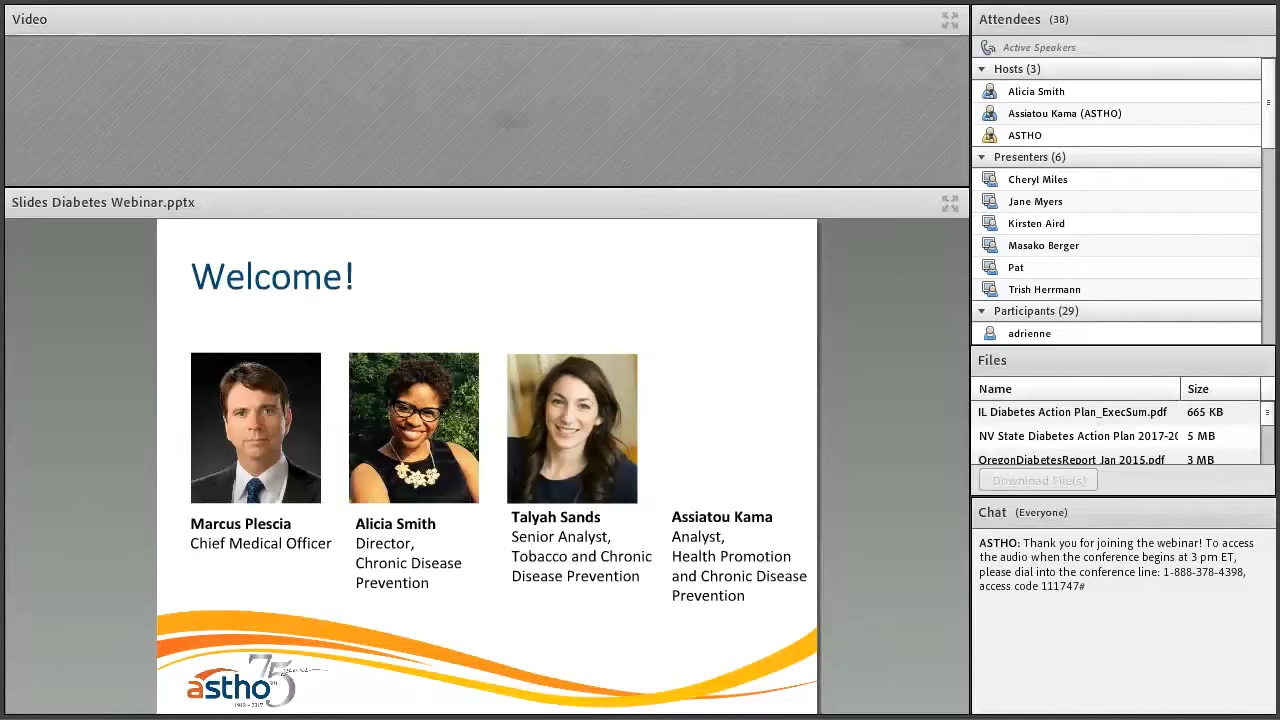 Video
Slides Diabetes Webinar.pptx
Welcome!
Marcus Plescia
Chief Medical Officer
Alicia Smith
Director,
Chronic Disease
Prevention
Talyah Sands
Senior Analyst,
Tobacco and Chronic
Disease Prevention
Assiatou Kama
Analyst,
Health Promotion
and Chronic Disease
Prevention
astho
75
1942 - 2017
Attendees (38)
Active Speakers
Hosts (3)
Alicia Smith
Assiatou Kama (ASTHO)
ASTHO
Presenters (6)
Cheryl Miles
Jane Myers
Kirsten Aird
Masako Berger
Pat
Trish Herrmann
Participants (29)
adrienne
Files
Name Size
IL Diabetes Action Plan_ExecSum.pdf 665 KB
NV State Diabetes Action Plan 2017-20 5 MB
OregonDiabetesReport Jan 2015.pdf 3 MB
Download File(s)
Chat (Everyone)
ASTHO: Thank you for joining the webinar! To access
the audio when the conference begins at 3 pm ET,
please dial into the conference line: 1-888-378-4398,
access code 111747#